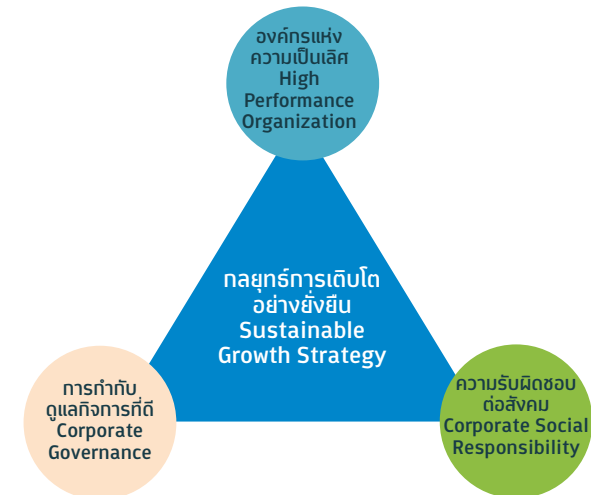 องค์กรแห่ง
ความเป็นเลิศ
High
Performance
Organization
กลยุทธ์การเติบโต
อย่างยั่งยืน
Sustainable
Growth Strategy
การกำกับ
ดูแลกิจการที่ดี
Corporate
Governance
ความรับผิดชอบ
ต่อสังคม
Corporate Social
Responsibility